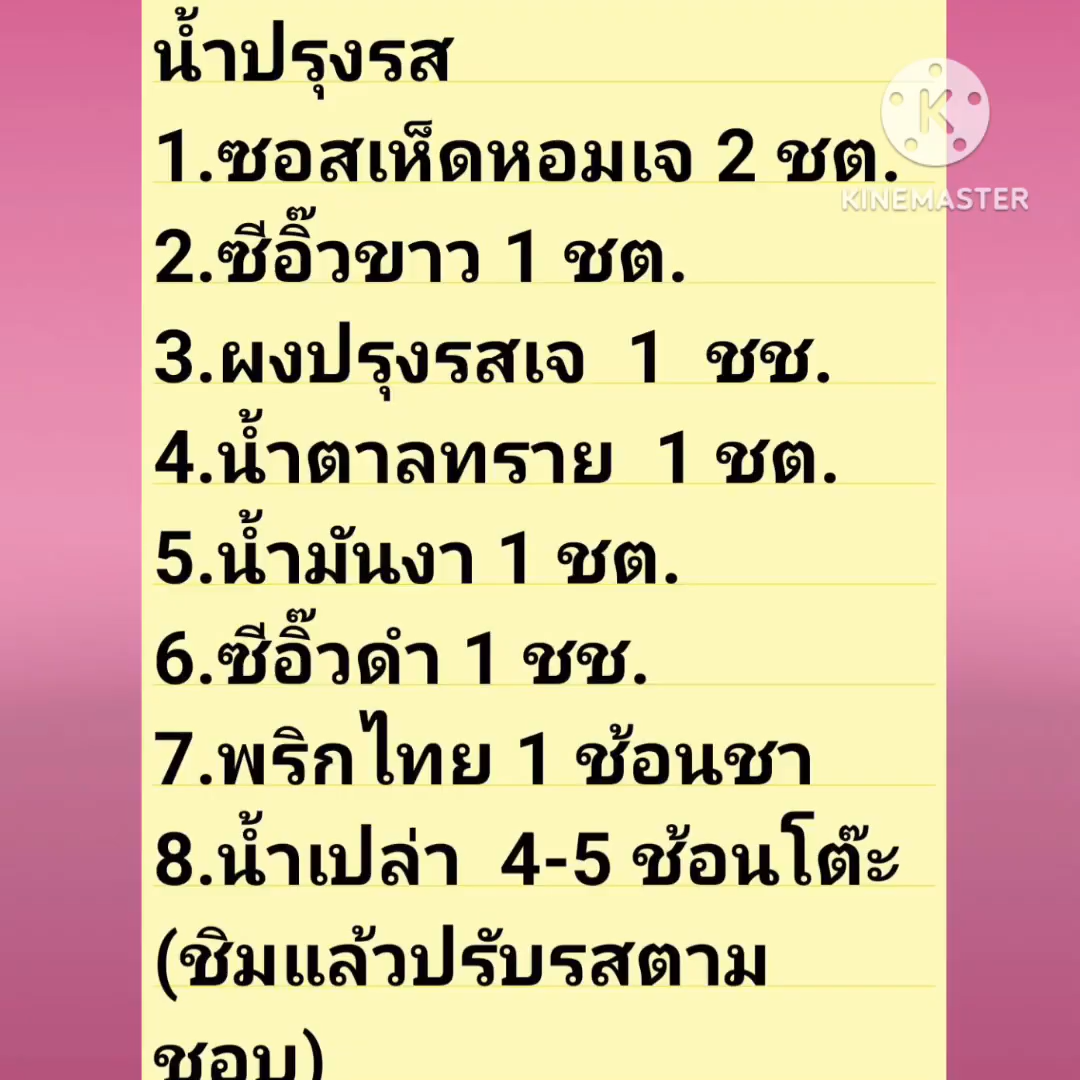 น้ำปรุงรส
1.ซอสเห็ดหอมเจ 2 ชต.
KINEMASTER
2.ซีอิ๊วขาว 1 ชต.
3.ผงปรุงรสเจ 1 ชช.
4.น้ำตาลทราย 1 ชต.
5.น้ำมันงา 1 ชต.
6.ซีอิ๊วดำ 1 ชช.
7.พริกไทย 1 ช้อนชา
8.น้ำเปล่า 4-5 ช้อนโต๊ะ
(ชิมแล้วปรับรสตาม
ชอบ)